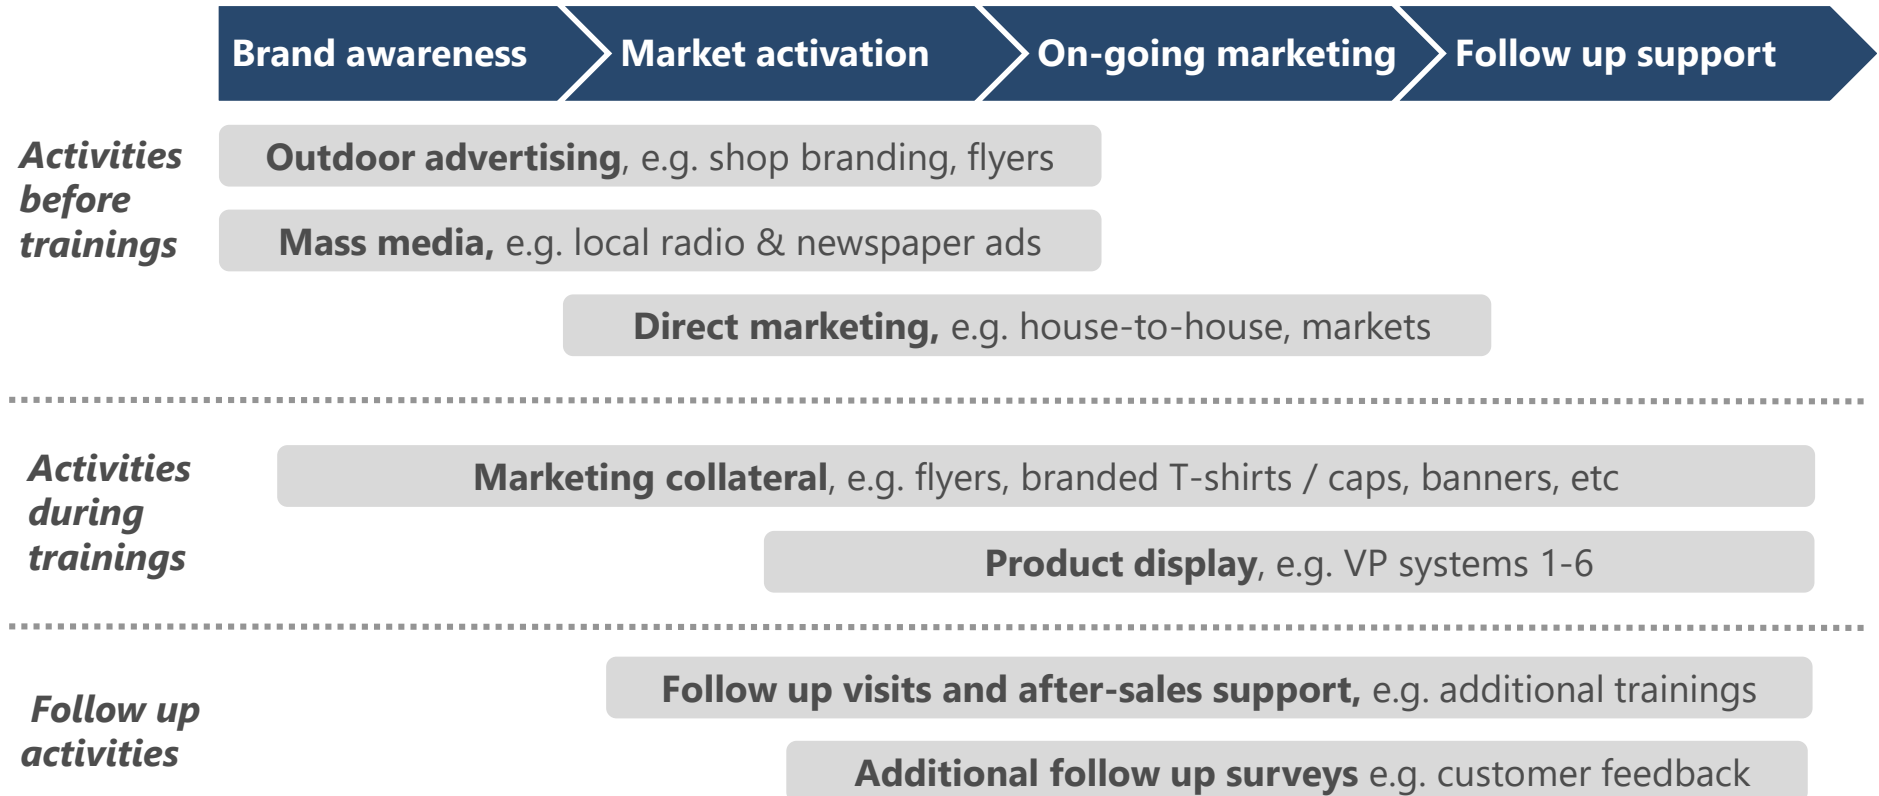 Brand awareness
Market activation
On-going marketing
Follow up support
Activities
before
trainings
Outdoor advertising, e.g. shop branding, flyers
Mass media, e.g. local radio & newspaper ads
Direct marketing, e.g. house-to-house, markets
Activities
during
trainings
Marketing collateral, e.g. flyers, branded T-shirts / caps, banners, etc
Product display, e.g. VP systems 1-6
Follow up
activities
Follow up visits and after-sales support, e.g. additional trainings
Additional follow up surveys e.g. customer feedback